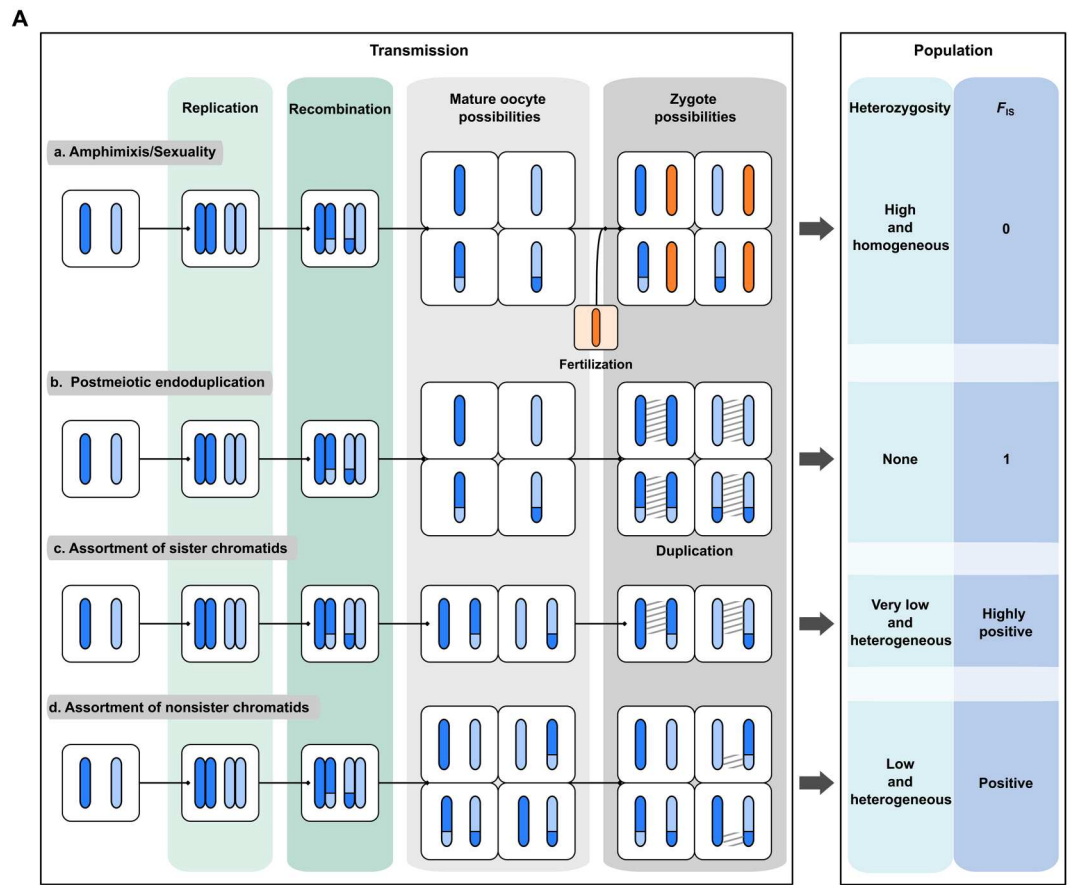 A
Transmission
Population
Replication
Recombination
Mature oocyte
possibilities
Zygote
possibilities
Heterozygosity
FIS
a. Amphimixis/Sexuality
High
and
homogeneous
0
Fertilization
b. Postmeiotic endoduplication
None
1
c. Assortment of sister chromatids
Duplication
Very low
and
heterogeneous
Highly
positive
d. Assortment of nonsister chromatids
Low
and
heterogeneous
Positive